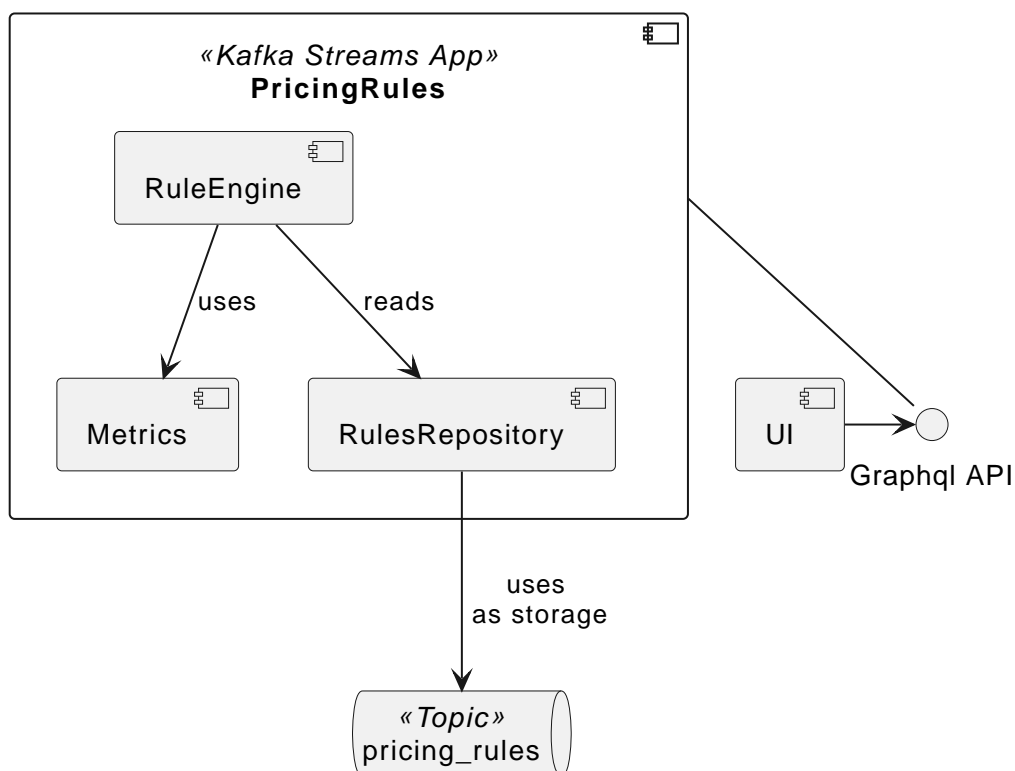 «Kafka Streams App»
PricingRules
RuleEngine
uses
reads
Metrics
RulesRepository
UI
Graphql API
uses
as storage
«Topic»
pricing_rules